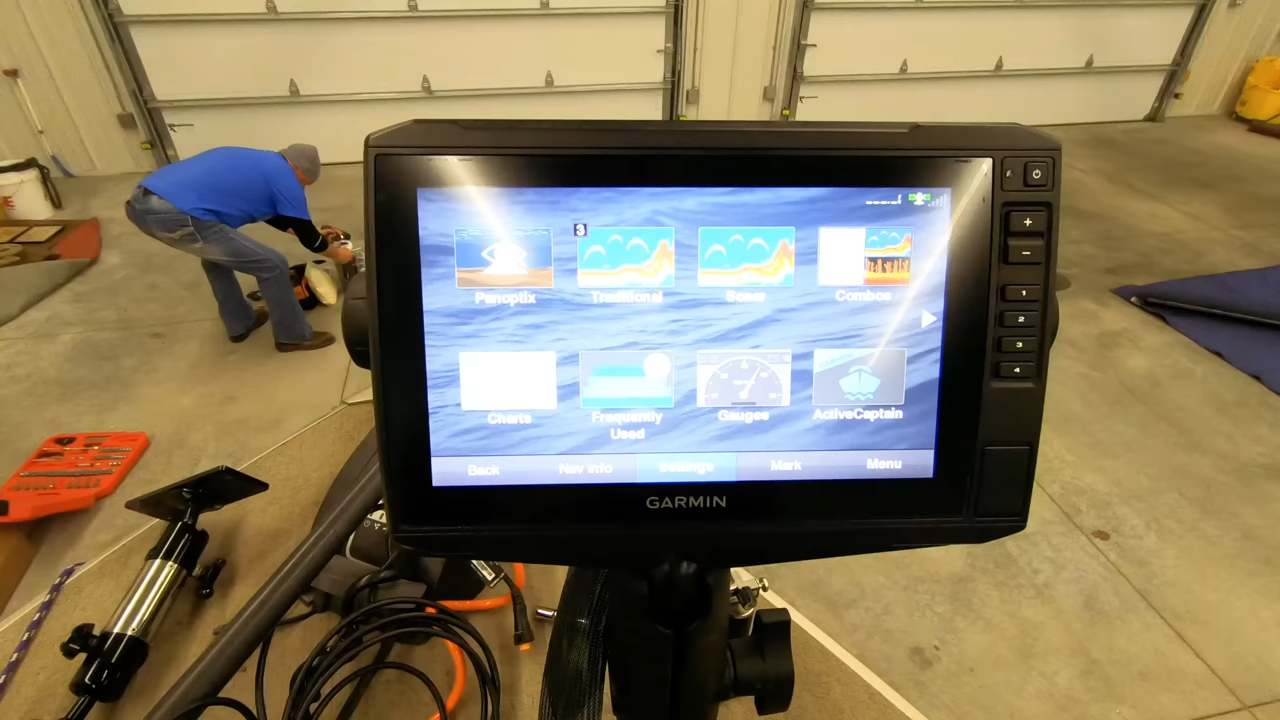 3
Panoptix
Traditional
Sonar
Combos
Charts
Frequently
Used
Gauges
ActiveCaptain
Back
Nav Info
Settings
Mark
Menu
GARMIN
+
-
1
2
3
4